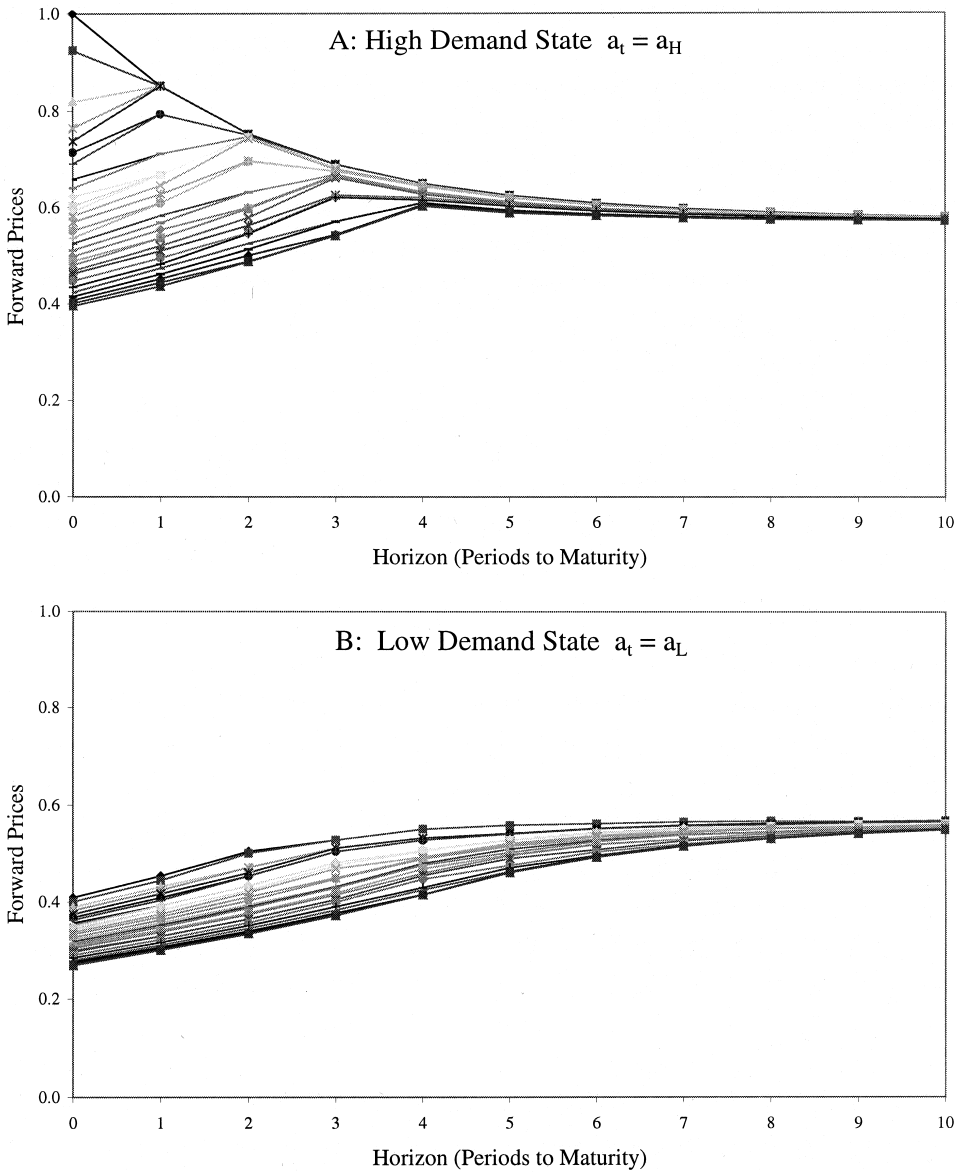 A: High Demand State a_t = a_H
1.0
0.8
0.6
0.4
0.2
0.0
Forward Prices
0 1 2 3 4 5 6 7 8 9 10
Horizon (Periods to Maturity)
B: Low Demand State a_t = a_L
1.0
0.8
0.6
0.4
0.2
0.0
Forward Prices
0 1 2 3 4 5 6 7 8 9 10
Horizon (Periods to Maturity)